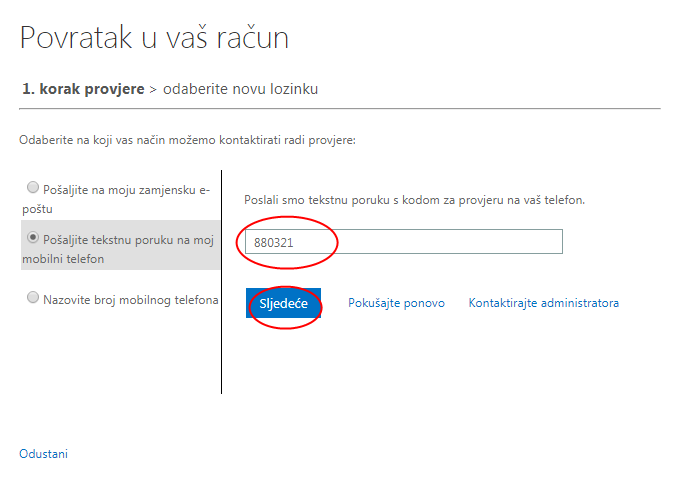 Povratak u vaš račun
1. korak provjere > odaberite novu lozinku
Odaberite na koji vas način možemo kontaktirati radi provjere:
Pošaljite na moju zamjensku e-
poštu
Pošaljite tekstnu poruku na moj
mobilni telefon
Nazovite broj mobilnog telefona
Poslali smo tekstnu poruku s kodom za provjeru na vaš telefon.
880321
Sljedeće Pokušajte ponovo Kontaktirajte administratora
Odustani